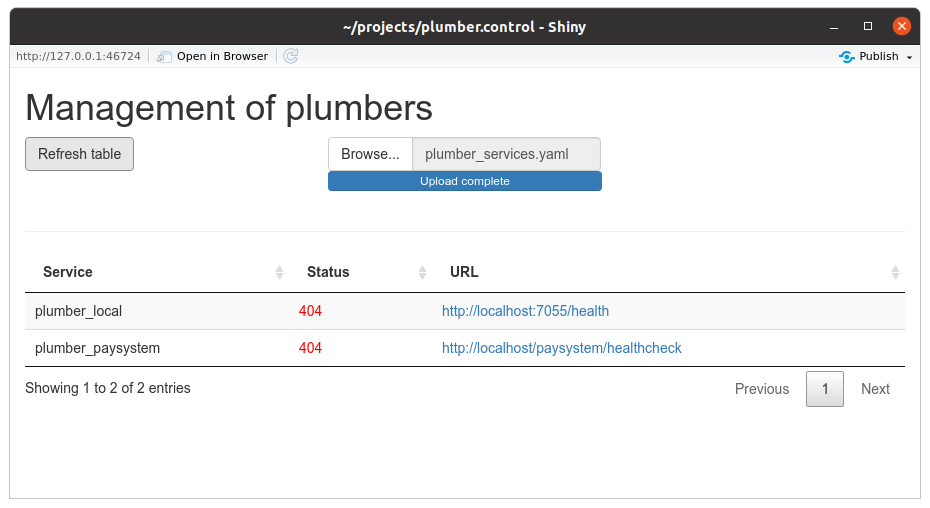 ~/projects/plumber.control - Shiny
http://127.0.0.1:46724 Open in Browser Publish
Management of plumbers
Refresh table Browse... plumber_services.yaml
Upload complete
Service Status URL
plumber_local 404 http://localhost:7055/health
plumber_paysystem 404 http://localhost/paysystem/healthcheck
Showing 1 to 2 of 2 entries Previous 1 Next